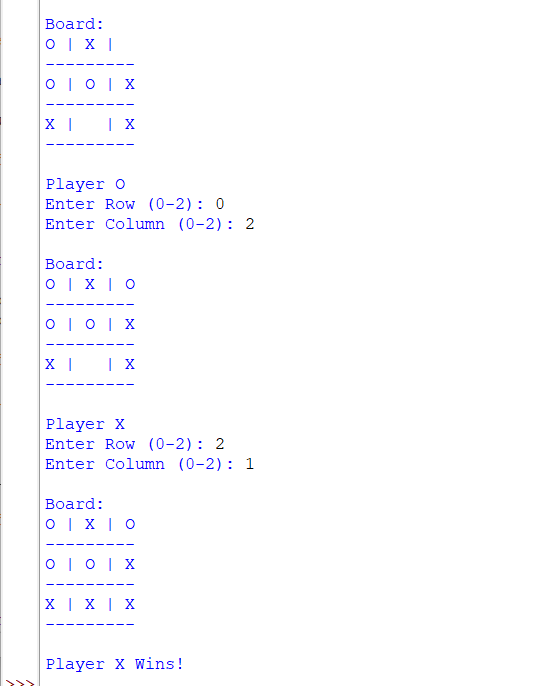 Board:
O | X |
---------
O | O | X
---------
X |   | X
---------
Player O
Enter Row (0-2): 0
Enter Column (0-2): 2
Board:
O | X | O
---------
O | O | X
---------
X |   | X
---------
Player X
Enter Row (0-2): 2
Enter Column (0-2): 1
Board:
O | X | O
---------
O | O | X
---------
X | X | X
---------
Player X Wins!
>>>